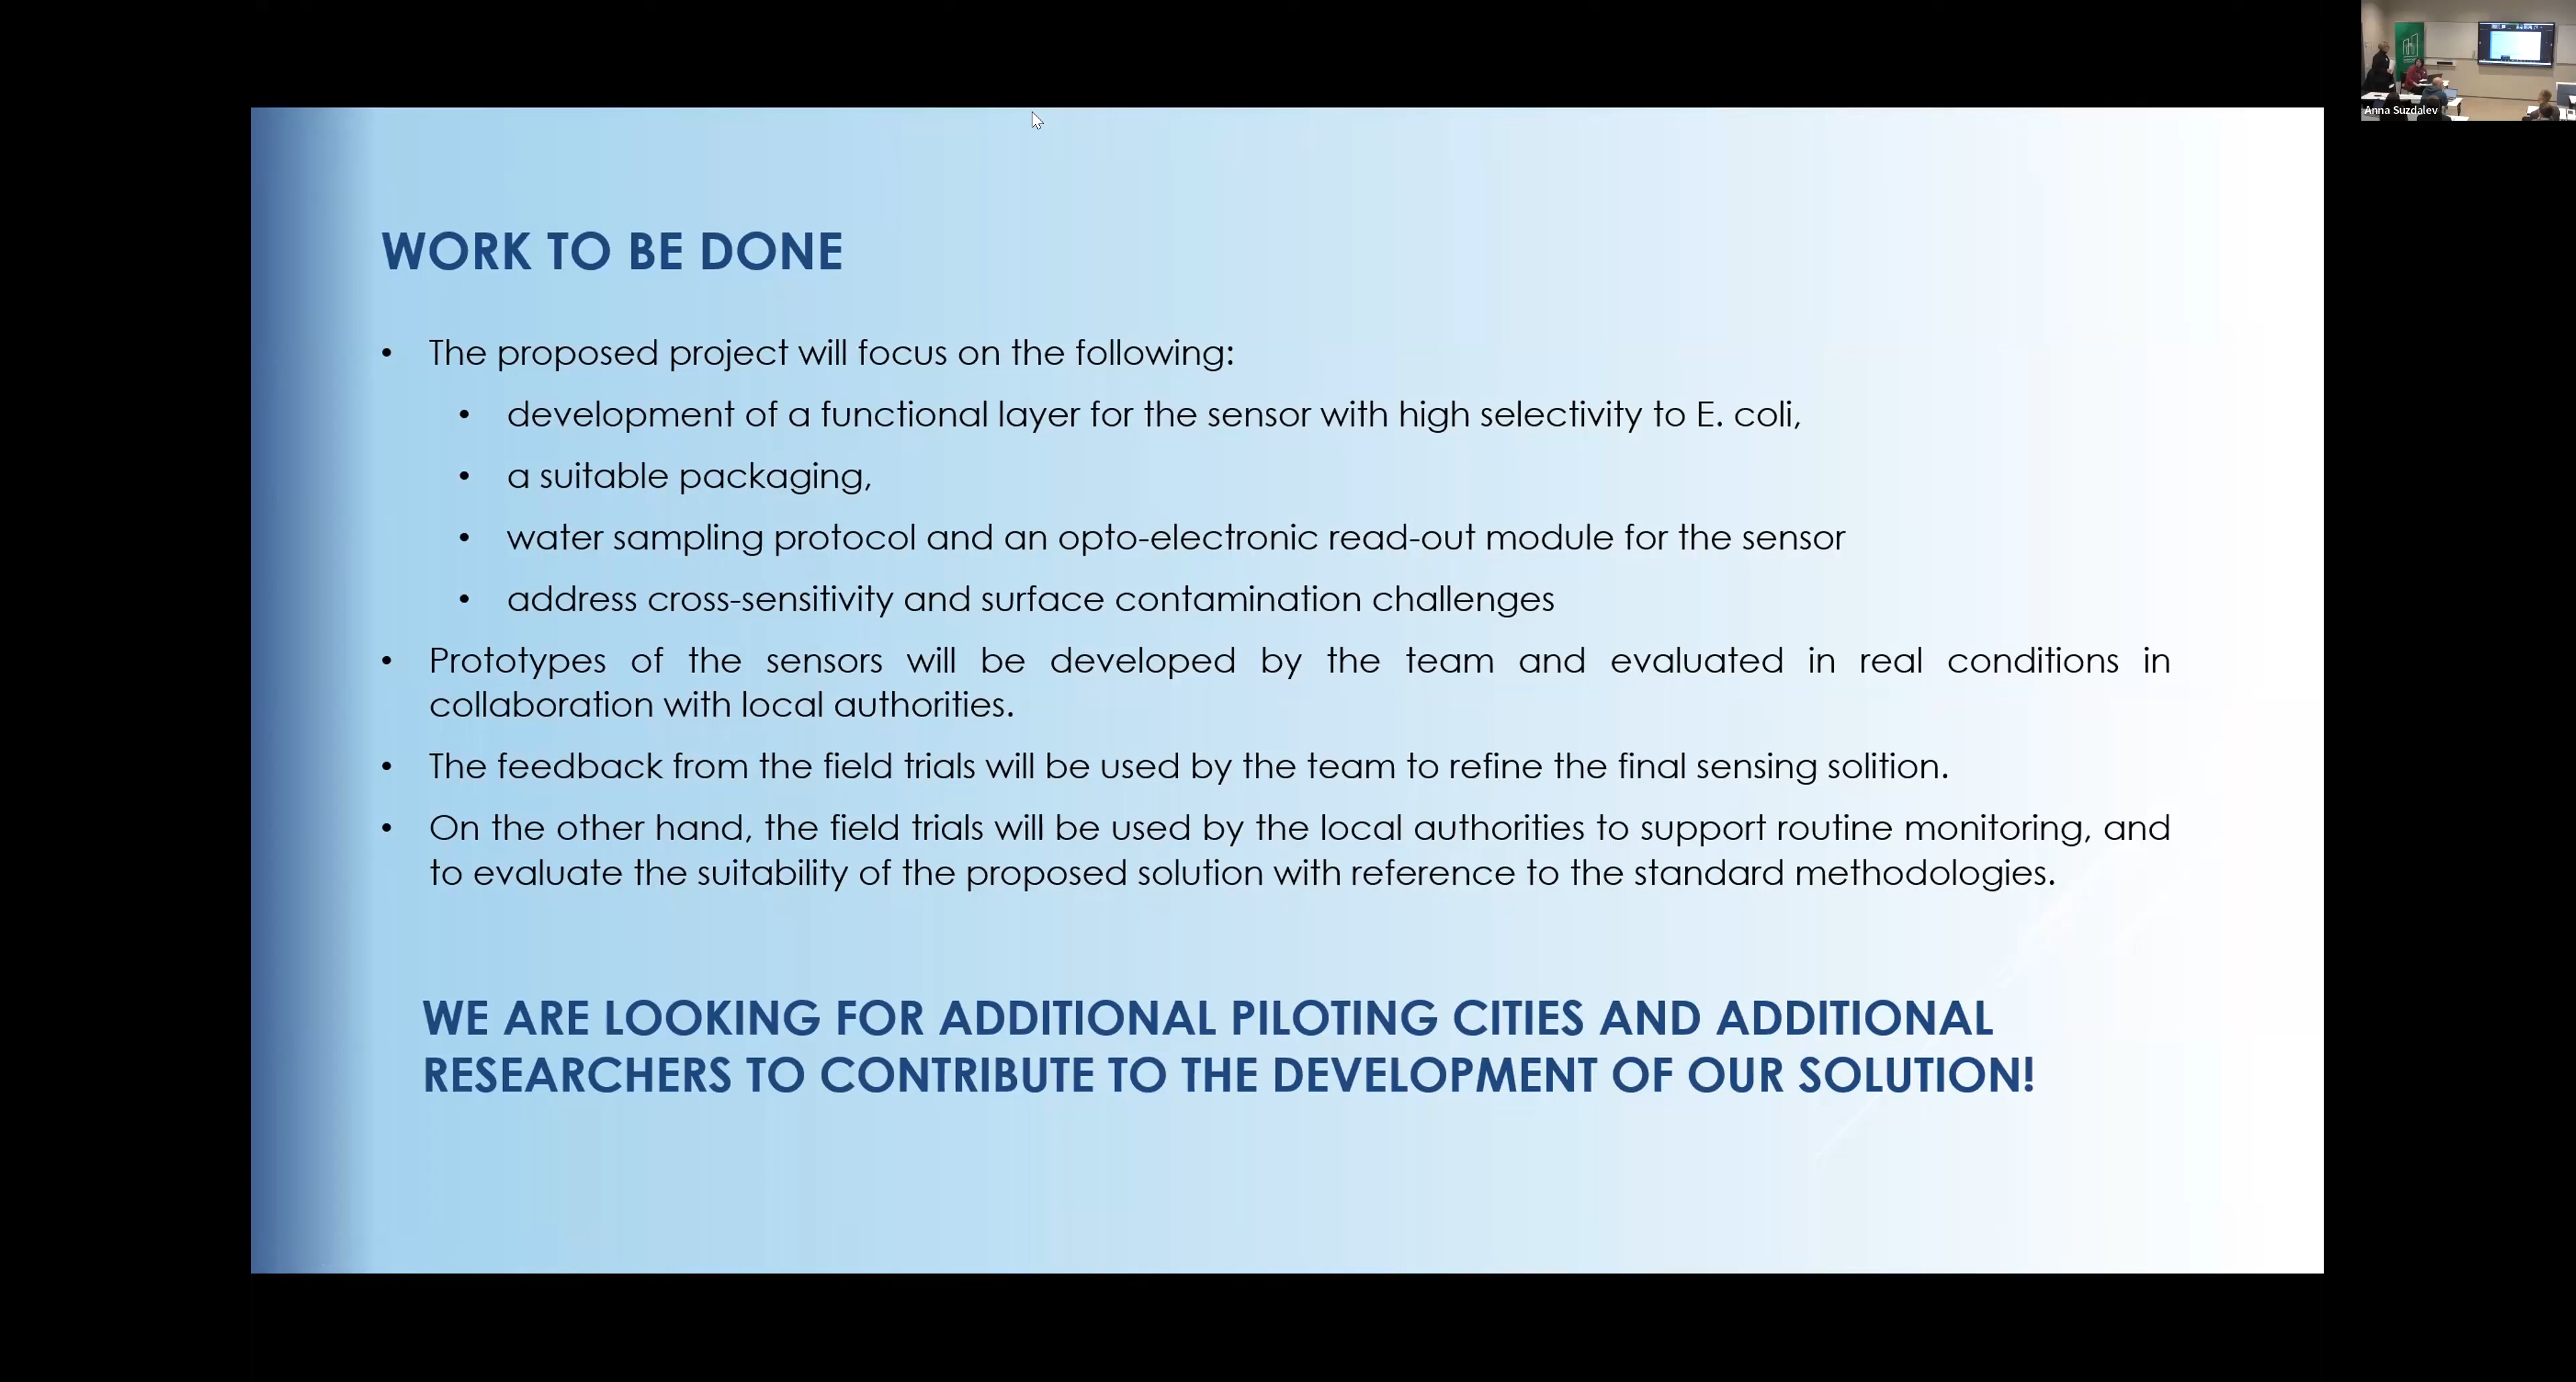 Anna Suzdalev
WORK TO BE DONE
• The proposed project will focus on the following:
• development of a functional layer for the sensor with high selectivity to E. coli,
• a suitable packaging,
• water sampling protocol and an opto-electronic read-out module for the sensor
• address cross-sensitivity and surface contamination challenges
• Prototypes of the sensors will be developed by the team and evaluated in real conditions in
collaboration with local authorities.
• The feedback from the field trials will be used by the team to refine the final sensing solition.
• On the other hand, the field trials will be used by the local authorities to support routine monitoring, and
to evaluate the suitability of the proposed solution with reference to the standard methodologies.
WE ARE LOOKING FOR ADDITIONAL PILOTING CITIES AND ADDITIONAL
RESEARCHERS TO CONTRIBUTE TO THE DEVELOPMENT OF OUR SOLUTION!